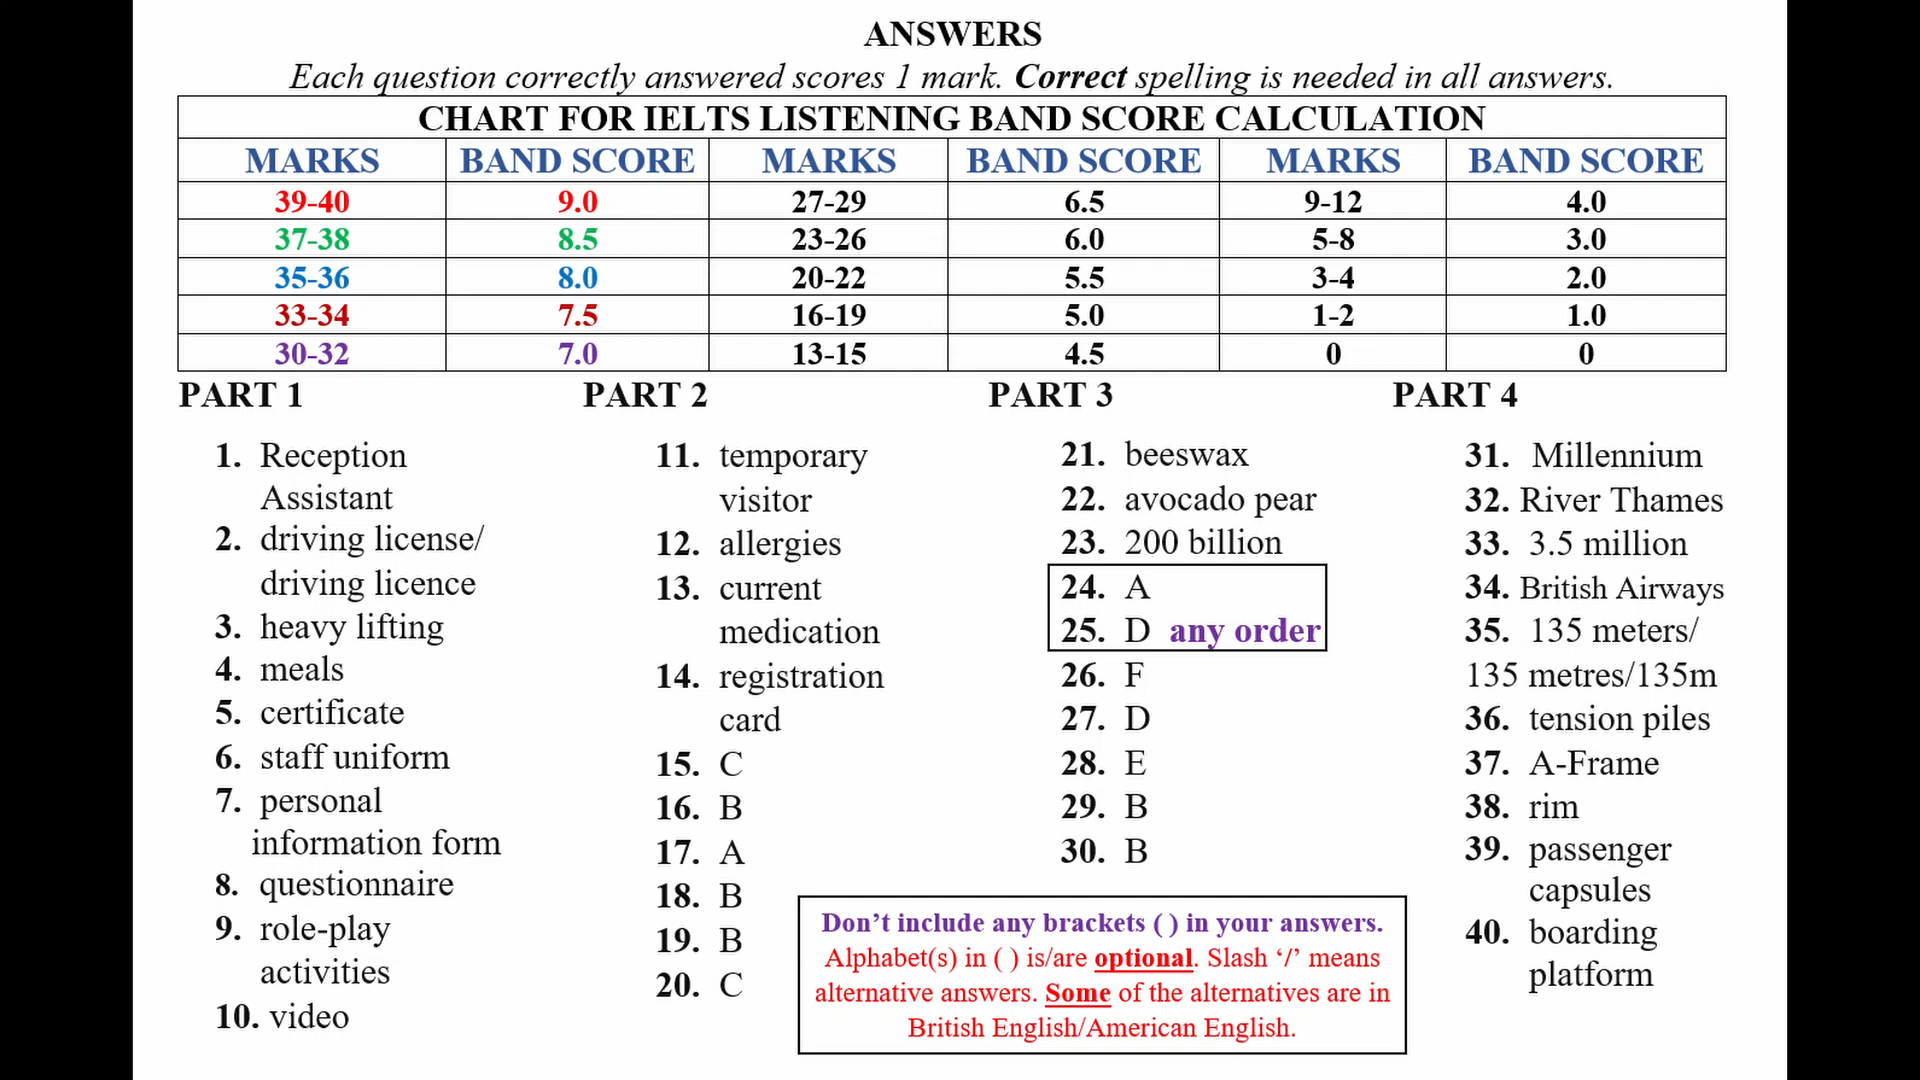 ANSWERS
Each question correctly answered scores 1 mark. Correct spelling is needed in all answers.
CHART FOR IELTS LISTENING BAND SCORE CALCULATION
MARKS BAND SCORE MARKS BAND SCORE MARKS BAND SCORE
39-40 9.0 27-29 6.5 9-12 4.0
37-38 8.5 23-26 6.0 5-8 3.0
35-36 8.0 20-22 5.5 3-4 2.0
33-34 7.5 16-19 5.0 1-2 1.0
30-32 7.0 13-15 4.5 0 0
PART 1
1. Reception
Assistant
2. driving license/
driving licence
3. heavy lifting
4. meals
5. certificate
6. staff uniform
7. personal
information form
8. questionnaire
9. role-play
activities
10. video
PART 2
11. temporary
visitor
12. allergies
13. current
medication
14. registration
card
15. C
16. B
17. A
18. B
19. B
20. C
PART 3
21. beeswax
22. avocado pear
23. 200 billion
24. A
25. D any order
26. F
27. D
28. E
29. B
30. B
PART 4
31. Millennium
32. River Thames
33. 3.5 million
34. British Airways
35. 135 meters/
135 metres/135m
36. tension piles
37. A-Frame
38. rim
39. passenger
capsules
40. boarding
platform
Don’t include any brackets ( ) in your answers.
Alphabet(s) in ( ) is/are optional. Slash ‘/’ means
alternative answers. Some of the alternatives are in
British English/American English.